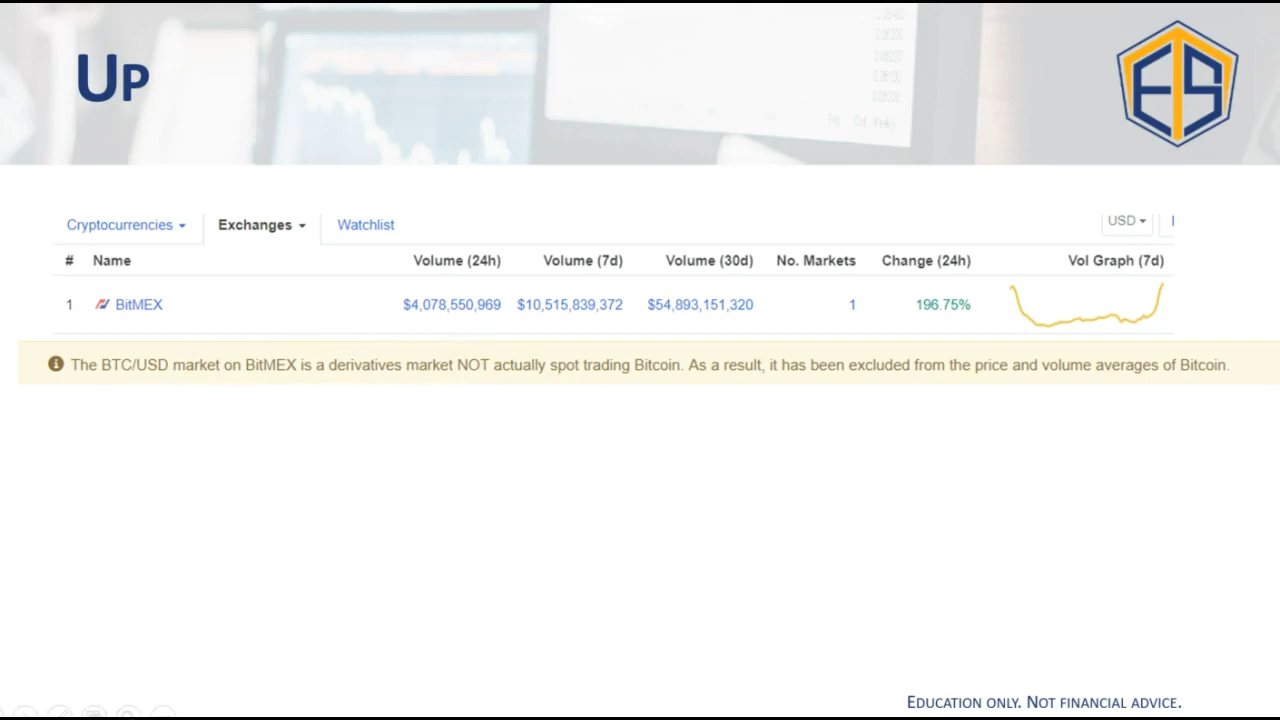 Up
ES
Cryptocurrencies Exchanges Watchlist USD
# Name Volume (24h) Volume (7d) Volume (30d) No. Markets Change (24h) Vol Graph (7d)
1 BitMEX $4,078,550,969 $10,515,839,372 $54,893,151,320 1 196.75%
The BTC/USD market on BitMEX is a derivatives market NOT actually spot trading Bitcoin. As a result, it has been excluded from the price and volume averages of Bitcoin.
EDUCATION ONLY. NOT FINANCIAL ADVICE.